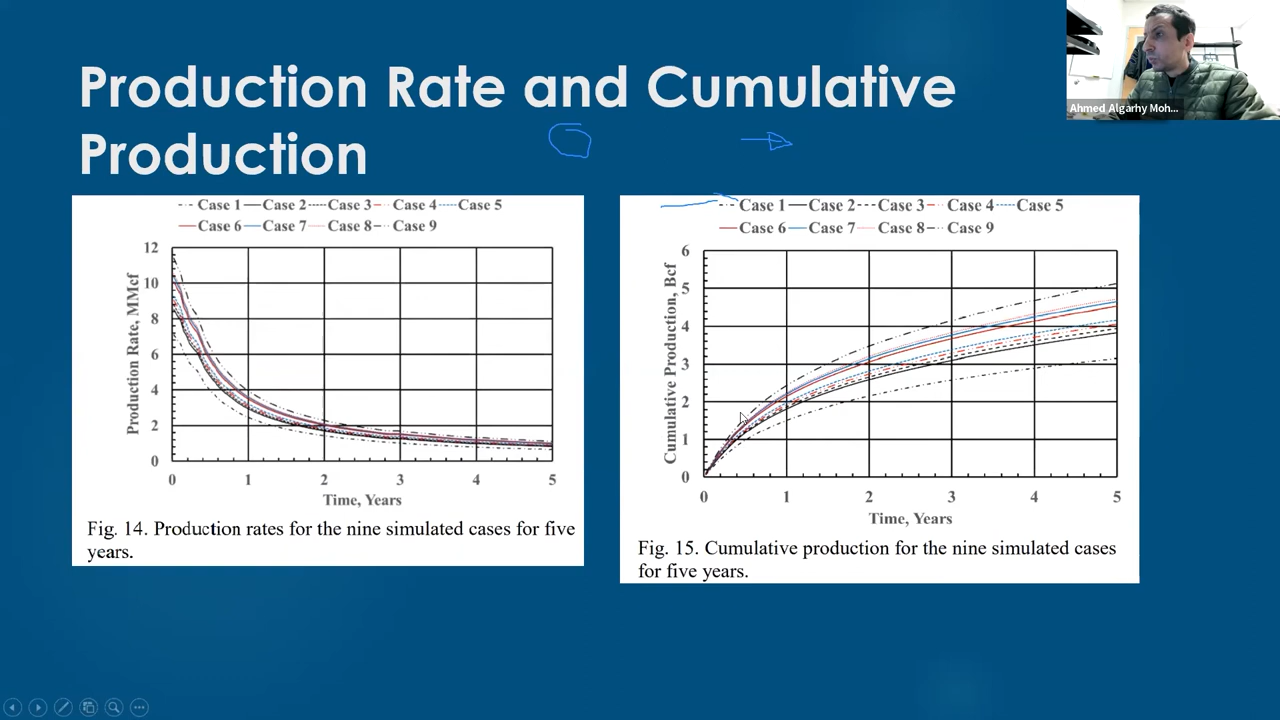 Production Rate and Cumulative
Production
Ahmed Algarhy Moh...
Case 1 Case 2 Case 3 Case 4 Case 5
Case 6 Case 7 Case 8 Case 9
12
10
8
6
4
2
0
Production Rate, MMcf
0 1 2 3 4 5
Time, Years
Fig. 14. Production rates for the nine simulated cases for five
years.
Case 1 Case 2 Case 3 Case 4 Case 5
Case 6 Case 7 Case 8 Case 9
6
5
4
3
2
1
0
Cumulative Production, Bcf
0 1 2 3 4 5
Time, Years
Fig. 15. Cumulative production for the nine simulated cases
for five years.